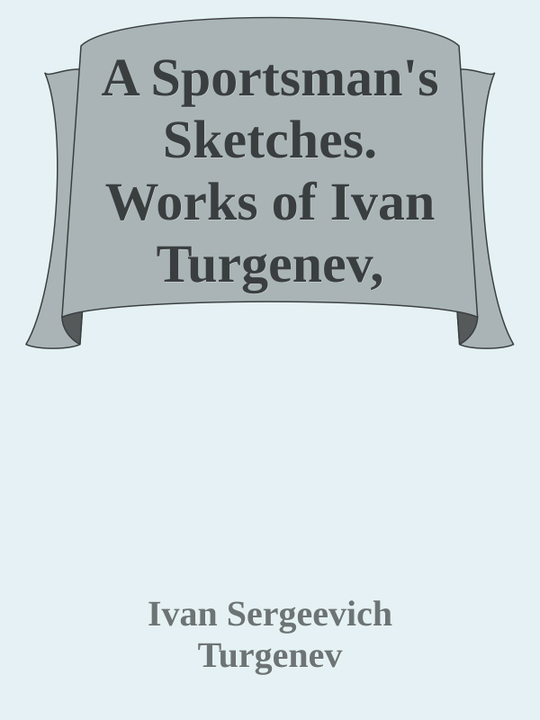 A Sportsman's
Sketches.
Works of Ivan
Turgenev,
Ivan Sergeevich
Turgenev